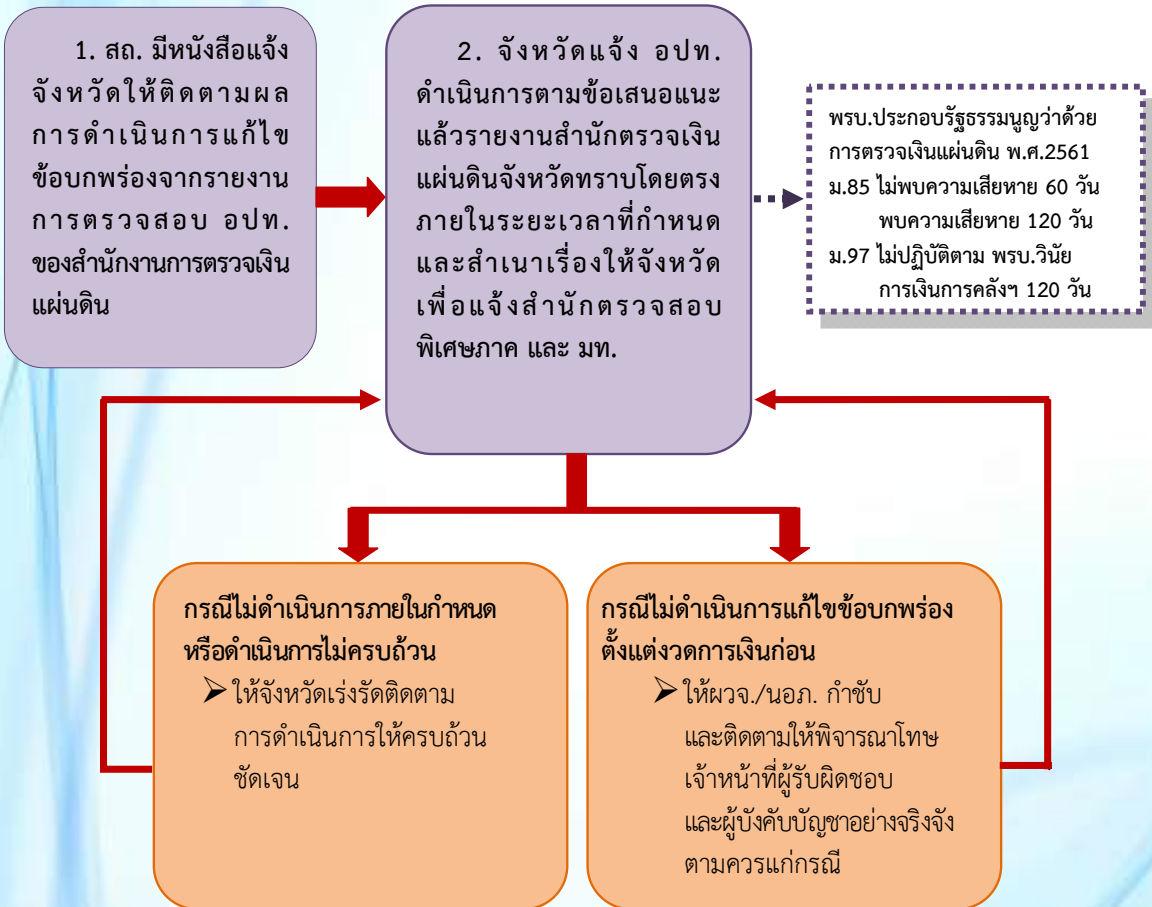 1. สถ. มีหนังสือแจ้ง
จังหวัดให้ติดตามผล
การดำเนินการแก้ไข
ข้อบกพร่องจากรายงาน
การตรวจสอบ อปท.
ของสำนักงานการตรวจเงิน
แผ่นดิน
2. จังหวัดแจ้ง อปท.
ดำเนินการตามข้อเสนอแนะ
แล้วรายงานสำนักตรวจเงิน
แผ่นดินจังหวัดทราบโดยตรง
ภายในระยะเวลาที่กำหนด
และสำเนาเรื่องให้จังหวัด
เพื่อแจ้งสำนักตรวจสอบ
พิเศษภาค และ มท.
พรบ.ประกอบรัฐธรรมนูญว่าด้วย
การตรวจเงินแผ่นดิน พ.ศ.2561
ม.85 ไม่พบความเสียหาย 60 วัน
พบความเสียหาย 120 วัน
ม.97 ไม่ปฏิบัติตาม พรบ.วินัย
การเงินการคลังฯ 120 วัน
กรณีไม่ดำเนินการภายในกำหนด
หรือดำเนินการไม่ครบถ้วน
➢ ให้จังหวัดเร่งรัดติดตาม
การดำเนินการให้ครบถ้วน
ชัดเจน
กรณีไม่ดำเนินการแก้ไขข้อบกพร่อง
ตั้งแต่งวดการเงินก่อน
➢ ให้ผวจ./นอภ. กำชับ
และติดตามให้พิจารณาโทษ
เจ้าหน้าที่ผู้รับผิดชอบ
และผู้บังคับบัญชาอย่างจริงจัง
ตามควรแก่กรณี